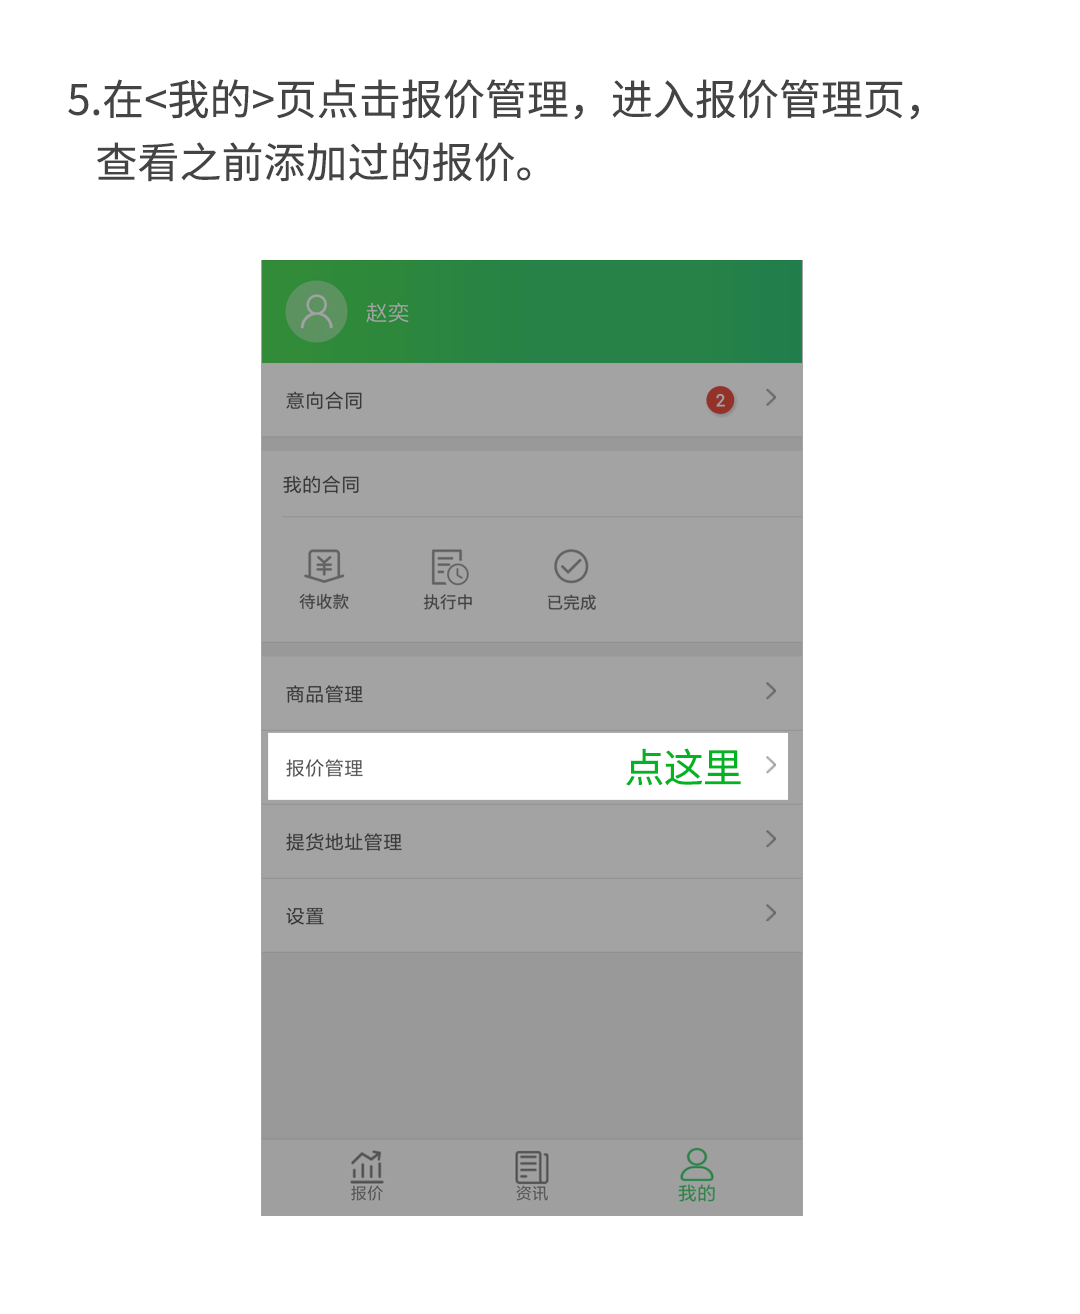 5.在<我的>页点击报价管理，进入报价管理页，
查看之前添加过的报价。
赵奕
意向合同 2
我的合同
待收款 执行中 已完成
商品管理
报价管理 点这里
提货地址管理
设置
报价 资讯 我的